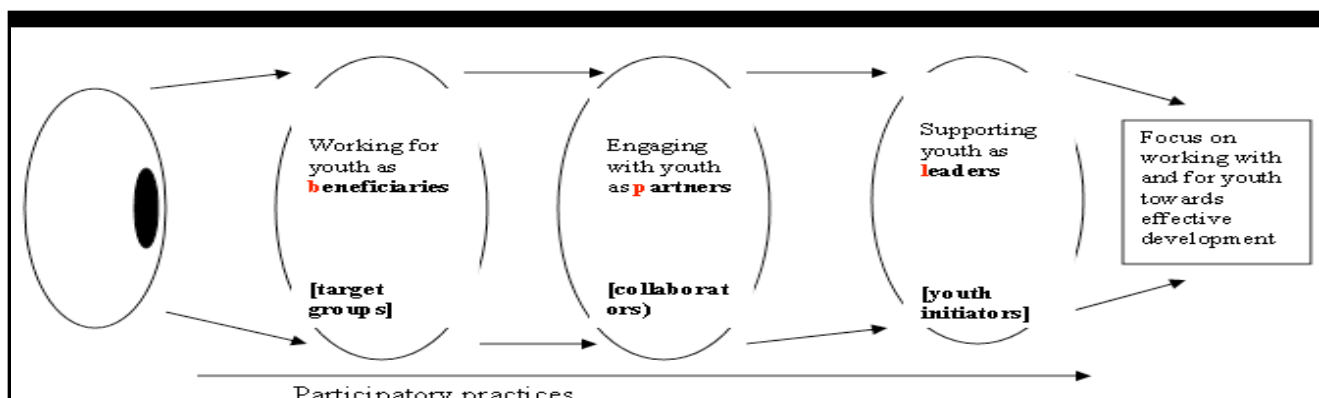 Working for
youth as
beneficiaries
[target
groups]
Engaging
with youth
as partners
[collaborat
ors)
Supporting
youth as
leaders
[youth
initiators]
Focus on
working with
and for youth
towards
effective
development
Participatory practices